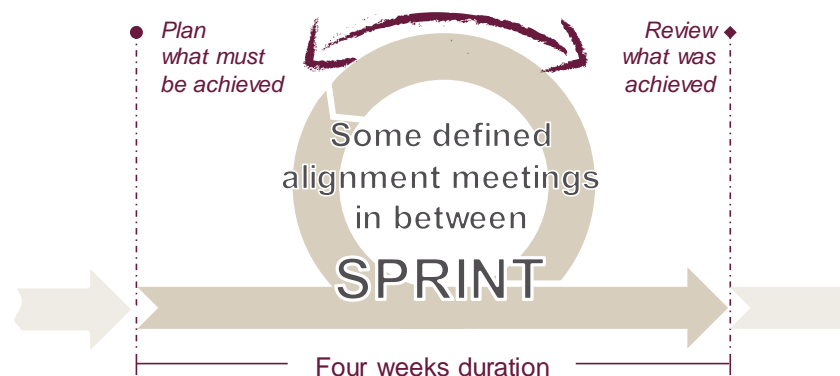 Plan
what must
be achieved
Review
what was
achieved
Some defined
alignment meetings
in between
SPRINT
Four weeks duration